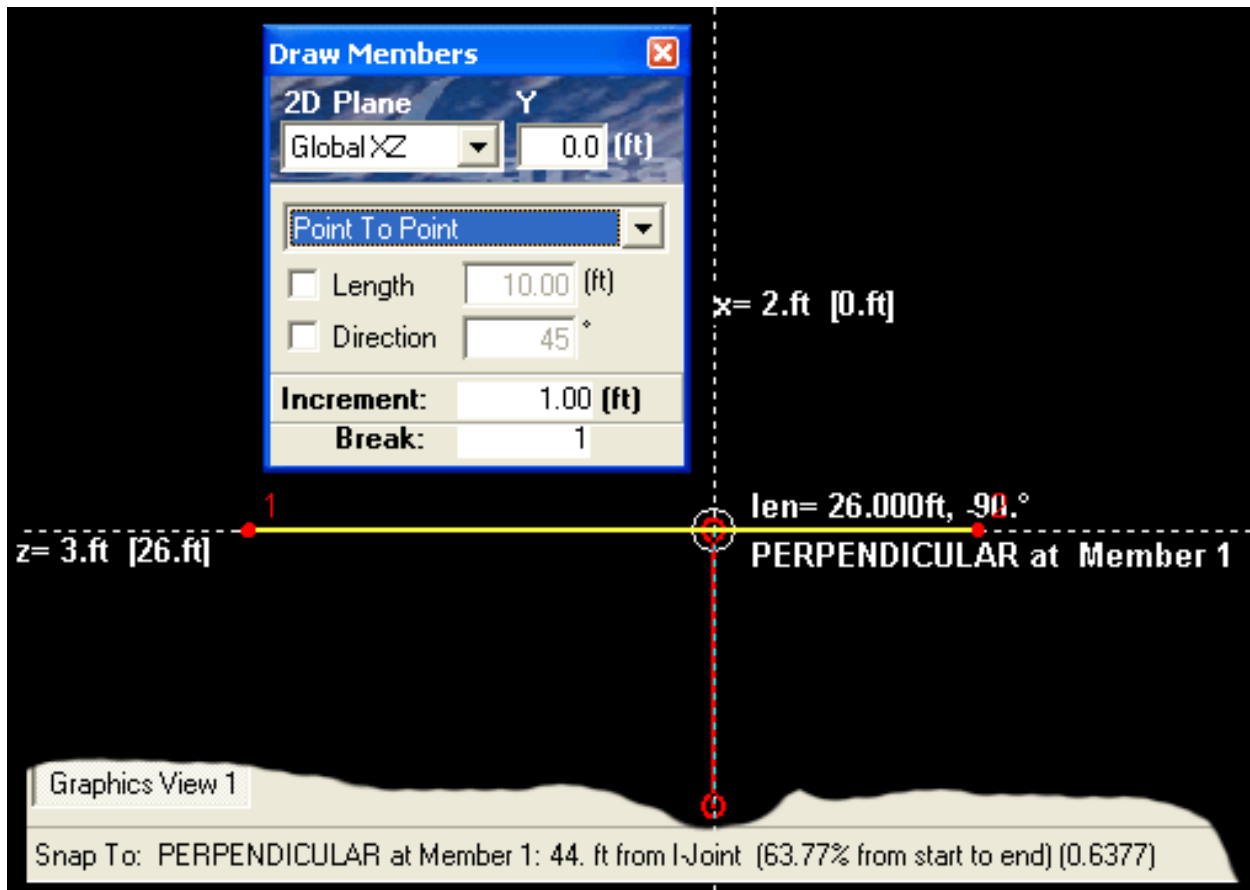 Draw Members
2D Plane Y
Global XZ 0.0 (ft)
Point To Point
Length 10.00 (ft)
Direction 45 °
Increment: 1.00 (ft)
Break: 1
x= 2.ft [0.ft]
1
len= 26.000ft, -90.°
z= 3.ft [26.ft]
PERPENDICULAR at Member 1
Graphics View 1
Snap To: PERPENDICULAR at Member 1: 44. ft from I-Joint (63.77% from start to end) (0.6377)